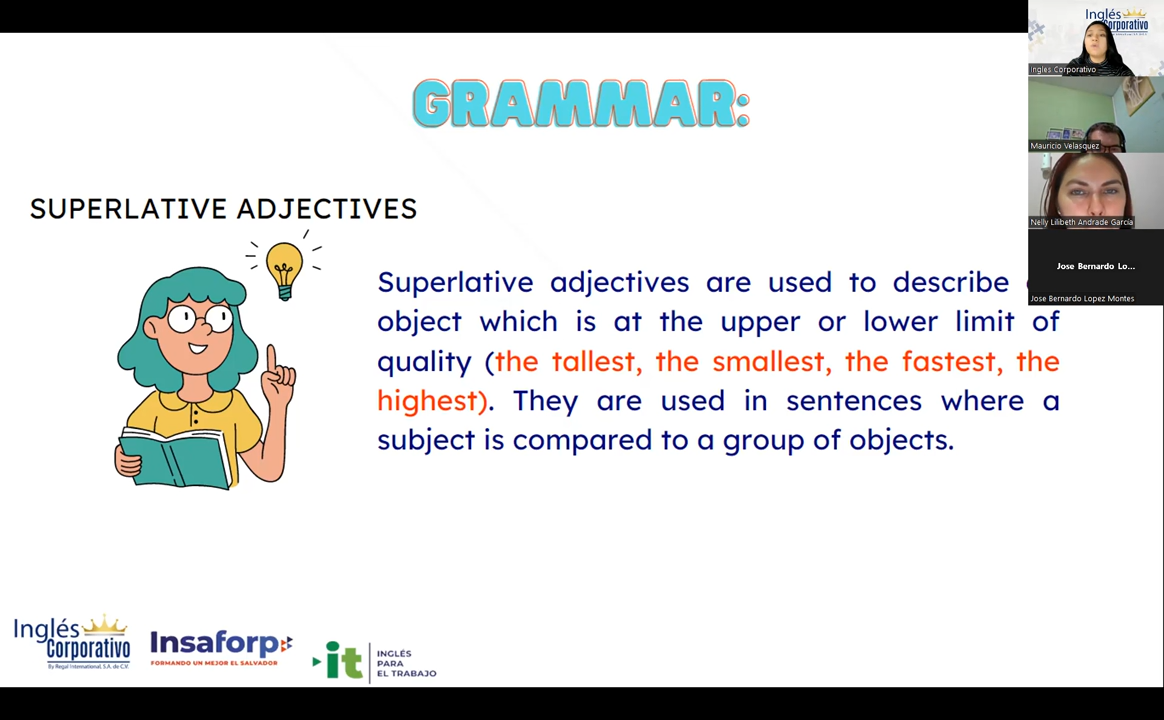 GRAMMAR:
SUPERLATIVE ADJECTIVES
Superlative adjectives are used to describe
object which is at the upper or lower limit of
quality (the tallest, the smallest, the fastest, the
highest). They are used in sentences where a
subject is compared to a group of objects.
Inglés
Corporativo
By Regal International, S.A. de C.V.
Insaforp
FORMANDO UN MEJOR EL SALVADOR
it
INGLÉS
PARA
EL TRABAJO
Inglés
Corporativo
Ingles Corporativo
Mauricio Velasquez
Nelly Lilibeth Andrade García
Jose Bernardo Lo...
Jose Bernardo Lopez Montes